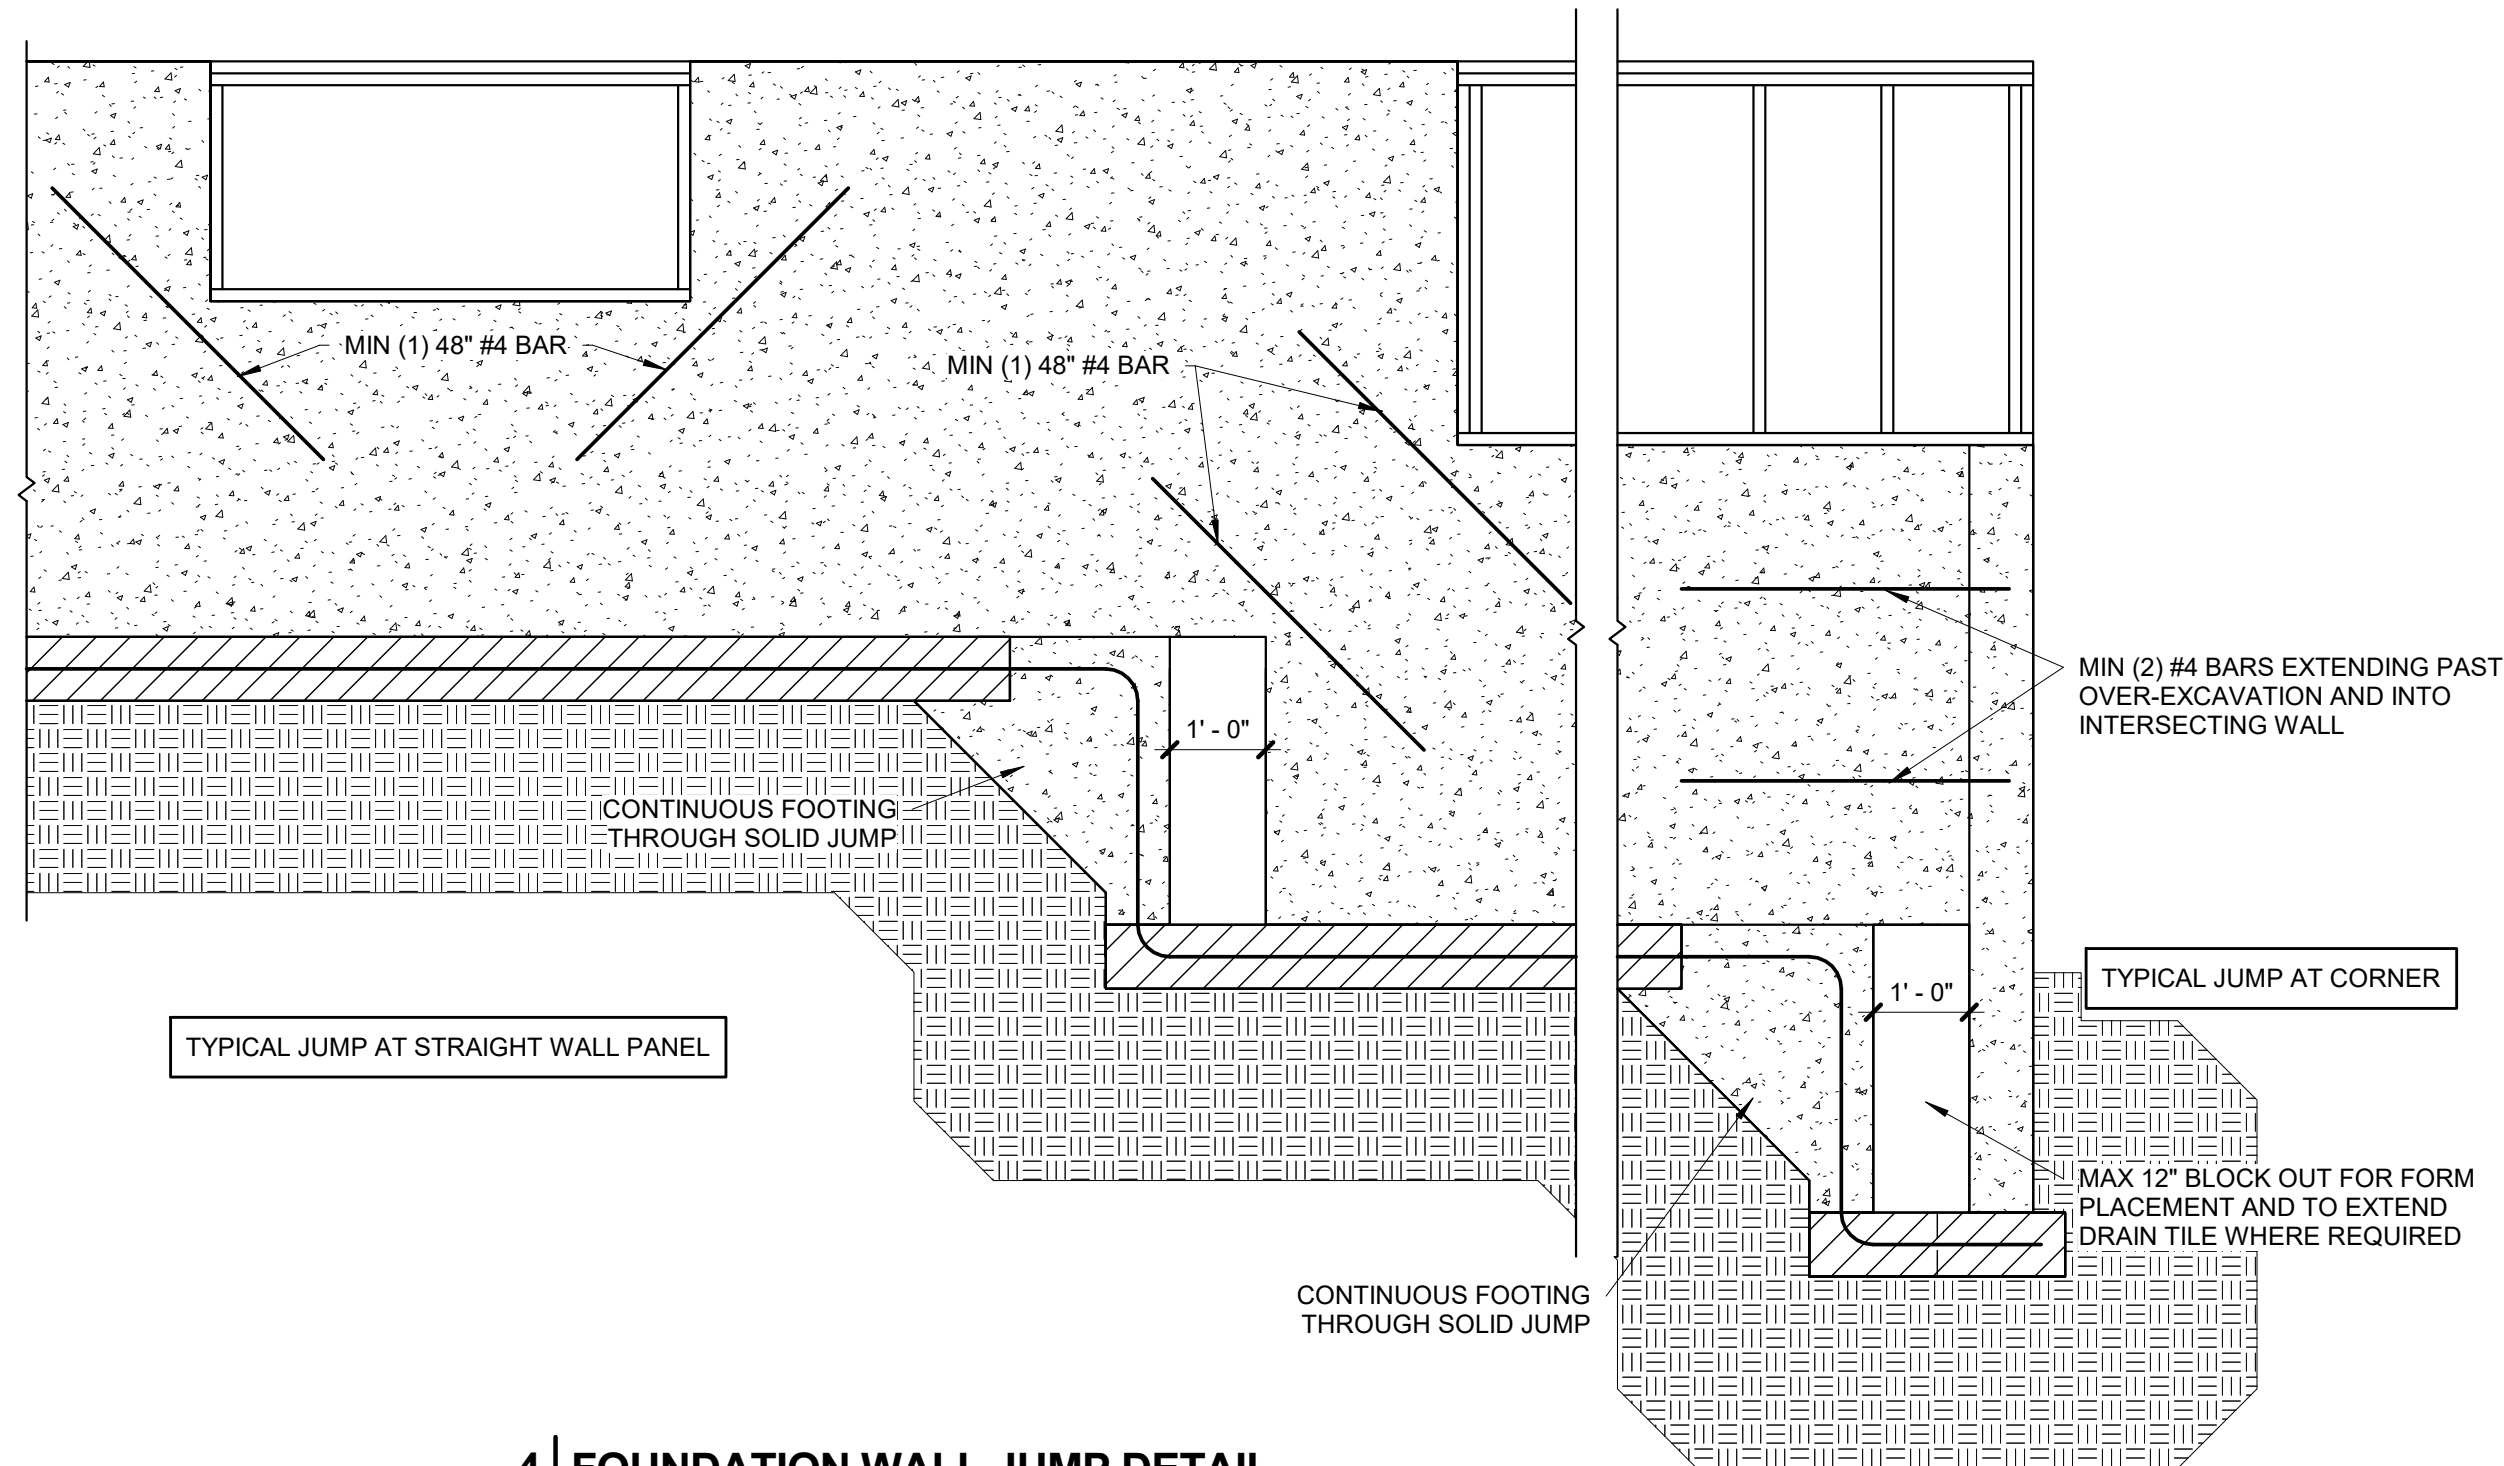 MIN (1) 48" #4 BAR
MIN (1) 48" #4 BAR
MIN (2) #4 BARS EXTENDING PAST
OVER-EXCAVATION AND INTO
INTERSECTING WALL
1' - 0"
CONTINUOUS FOOTING
THROUGH SOLID JUMP
TYPICAL JUMP AT CORNER
1' - 0"
TYPICAL JUMP AT STRAIGHT WALL PANEL
MAX 12" BLOCK OUT FOR FORM
PLACEMENT AND TO EXTEND
DRAIN TILE WHERE REQUIRED
CONTINUOUS FOOTING
THROUGH SOLID JUMP
4 FOUNDATION WALL JUMP DETAIL